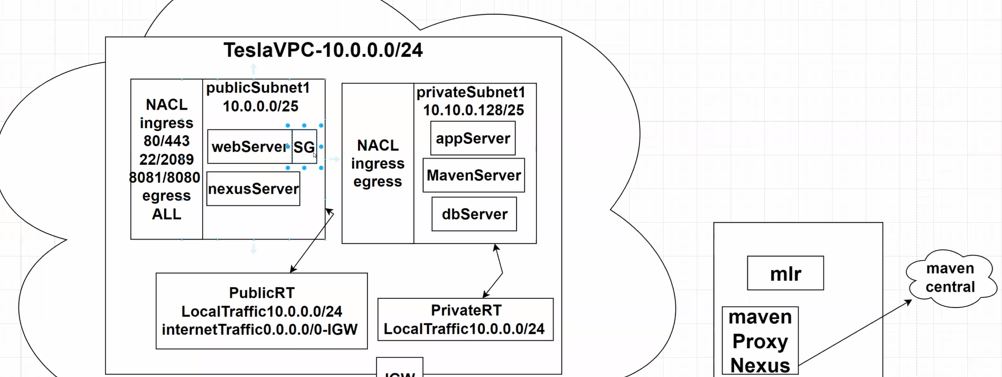 TeslaVPC-10.0.0.0/24
NACL
ingress
80/443
22/2089
8081/8080
egress
ALL
publicSubnet1
10.0.0.0/25
webServer
SG
nexusServer
NACL
ingress
egress
privateSubnet1
10.10.0.128/25
appServer
MavenServer
dbServer
PublicRT
LocalTraffic10.0.0.0/24
internetTraffic0.0.0.0/0-IGW
PrivateRT
LocalTraffic10.0.0.0/24
IGW
mlr
maven
Proxy
Nexus
maven
central